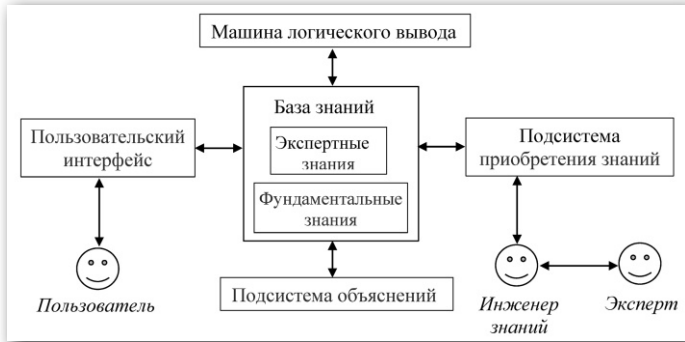 Машина логического вывода
База знаний
Экспертные
знания
Фундаментальные
знания
Пользовательский
интерфейс
Подсистема
приобретения знаний
Пользователь
Подсистема объяснений
Инженер
знаний
Эксперт